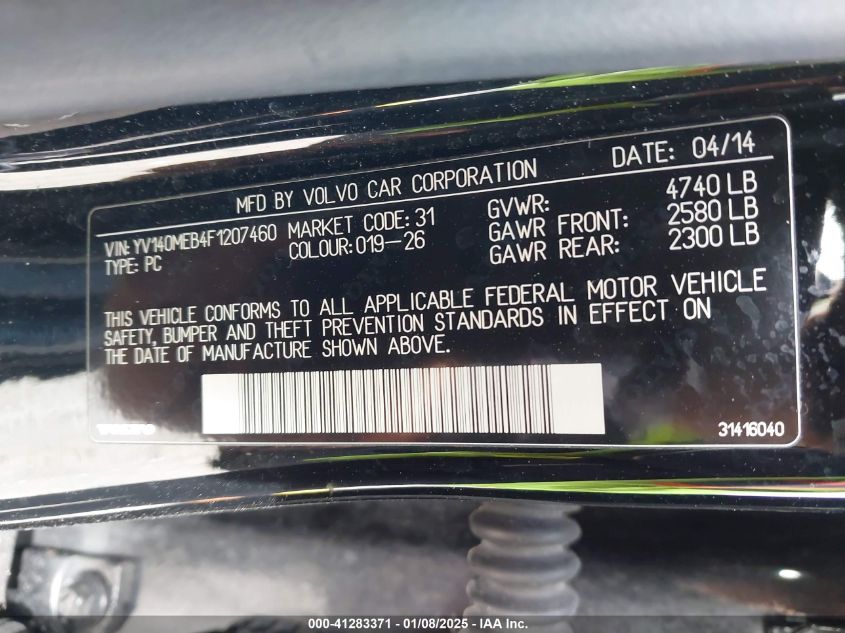 MFD BY VOLVO CAR CORPORATION DATE: 04/14
VIN: YV140MEB4F1207460 MARKET CODE: 31 GVWR: 4740 LB
TYPE: PC COLOUR: 019-26 GAWR FRONT: 2580 LB
GAWR REAR: 2300 LB
THIS VEHICLE CONFORMS TO ALL APPLICABLE FEDERAL MOTOR VEHICLE
SAFETY, BUMPER AND THEFT PREVENTION STANDARDS IN EFFECT ON
THE DATE OF MANUFACTURE SHOWN ABOVE.
VOLVO 31416040
000-41283371 | 01/08/2025 | © IAA Inc.